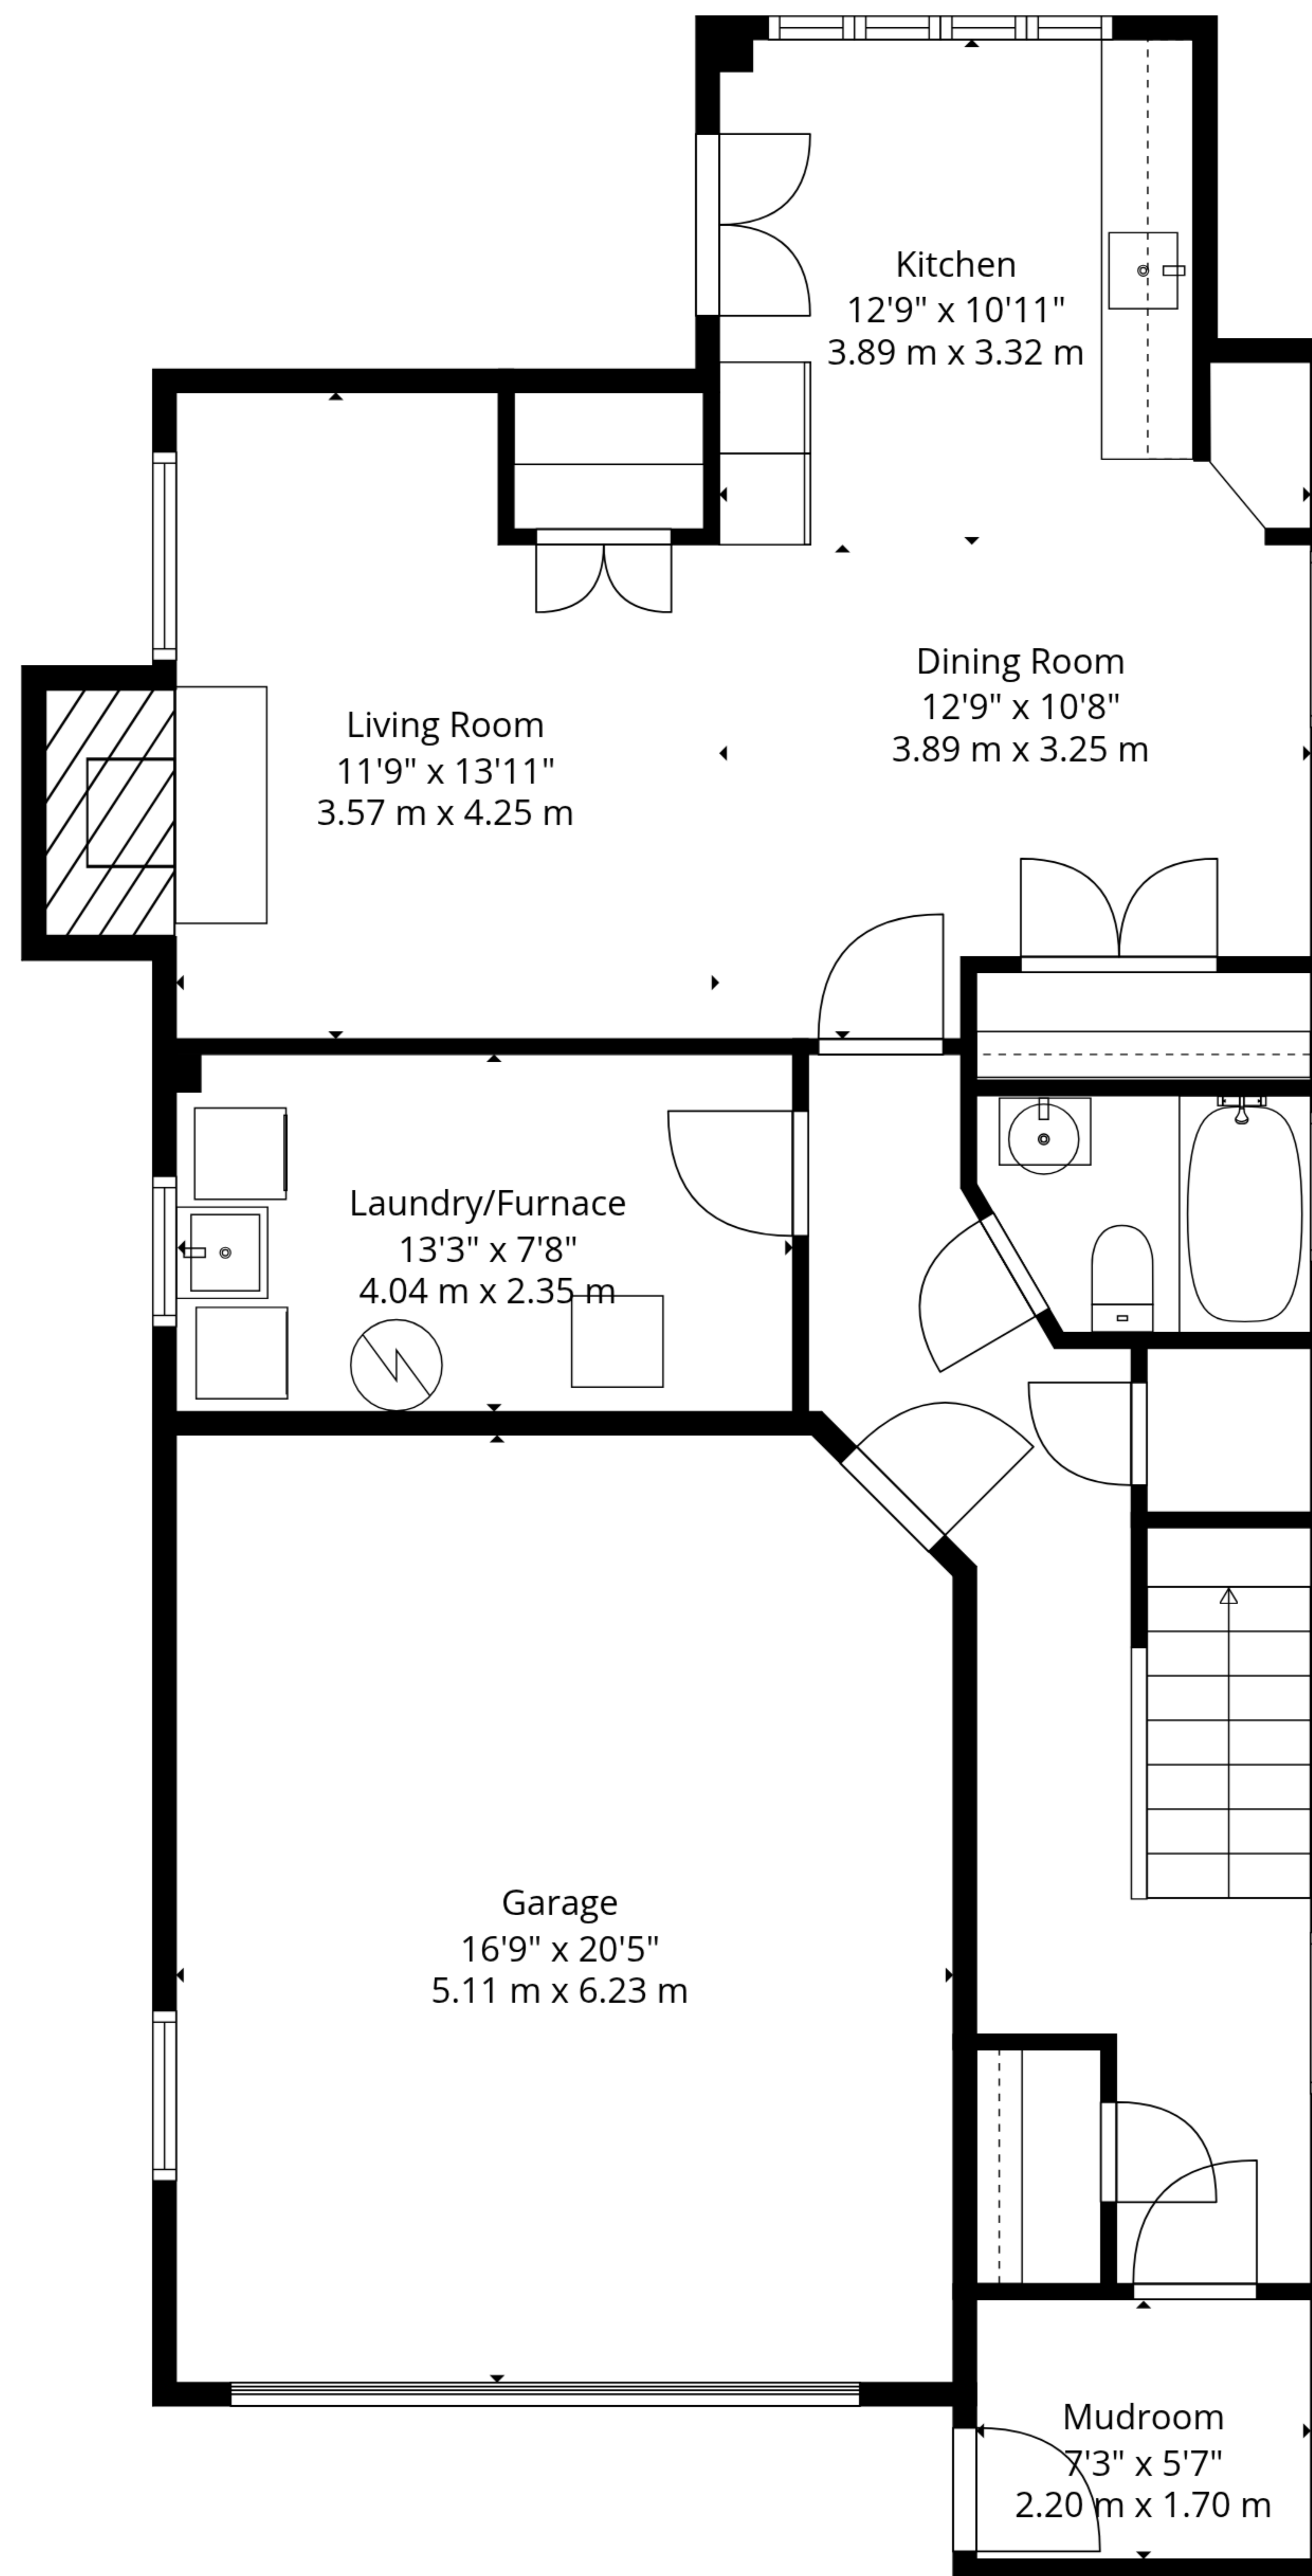 Kitchen
12'9" x 10'11"
3.89 m x 3.32 m
Dining Room
12'9" x 10'8"
3.89 m x 3.25 m
Living Room
11'9" x 13'11"
3.57 m x 4.25 m
Laundry/Furnace
13'3" x 7'8"
4.04 m x 2.35 m
Garage
16'9" x 20'5"
5.11 m x 6.23 m
Mudroom
7'3" x 5'7"
2.20 m x 1.70 m